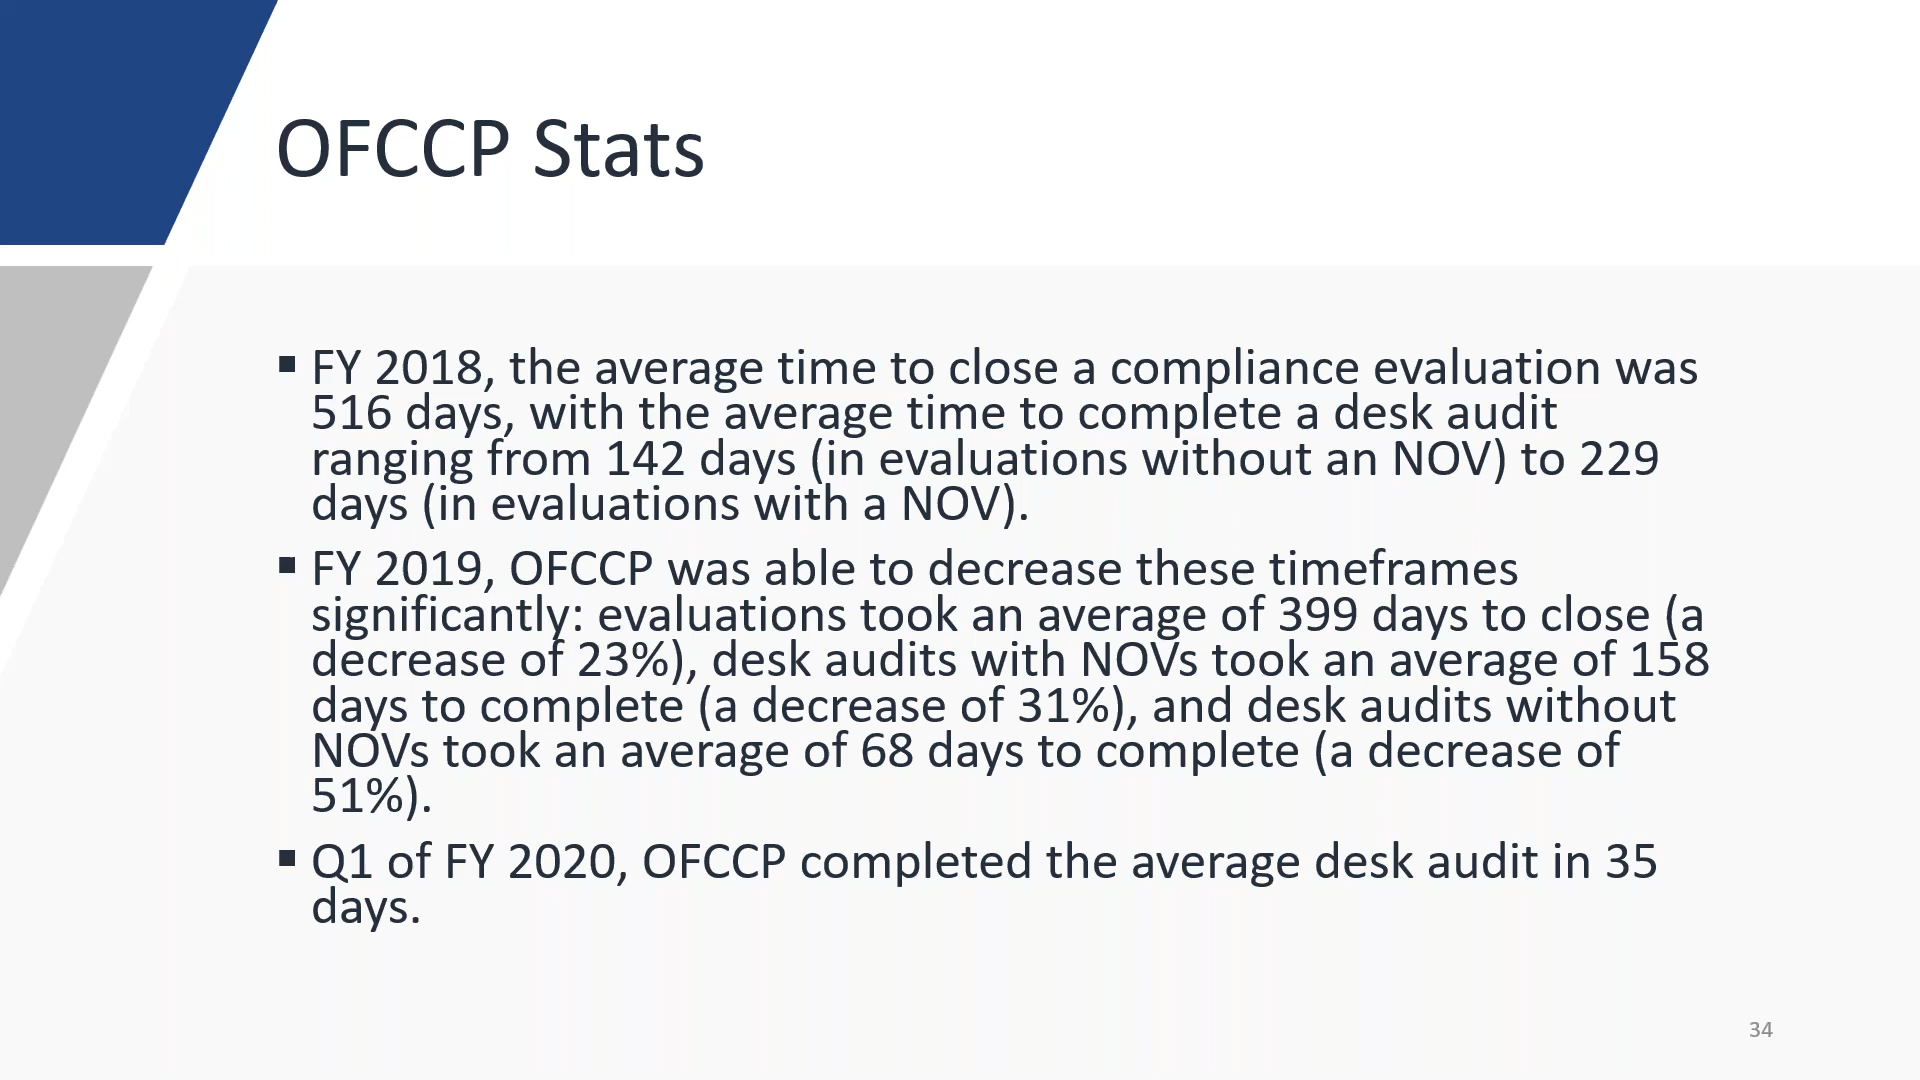 OFCCP Stats
▪ FY 2018, the average time to close a compliance evaluation was
516 days, with the average time to complete a desk audit
ranging from 142 days (in evaluations without an NOV) to 229
days (in evaluations with a NOV).
▪ FY 2019, OFCCP was able to decrease these timeframes
significantly: evaluations took an average of 399 days to close (a
decrease of 23%), desk audits with NOVs took an average of 158
days to complete (a decrease of 31%), and desk audits without
NOVs took an average of 68 days to complete (a decrease of
51%).
▪ Q1 of FY 2020, OFCCP completed the average desk audit in 35
days.
34